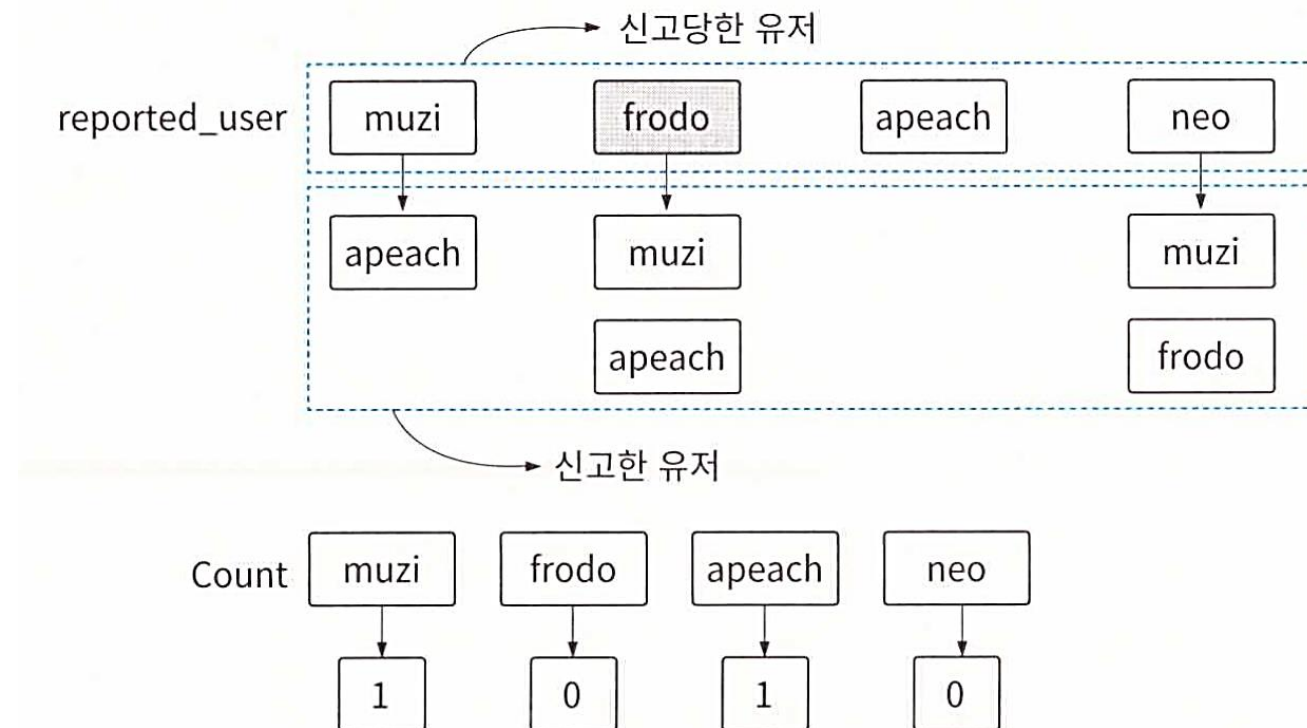 신고당한 유저
reported_user muzi frodo apeach neo
apeach muzi muzi
apeach frodo
신고한 유저
Count muzi frodo apeach neo
1 0 1 0